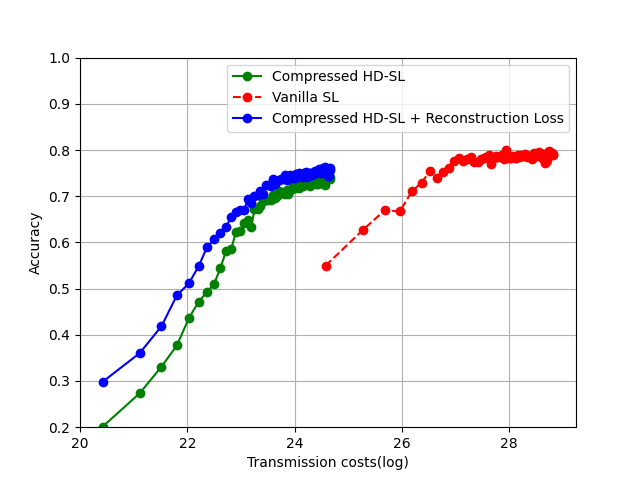 Compressed HD-SL
Vanilla SL
Compressed HD-SL + Reconstruction Loss
1.0
0.9
0.8
0.7
0.6
0.5
0.4
0.3
0.2
Accuracy
20 22 24 26 28
Transmission costs(log)